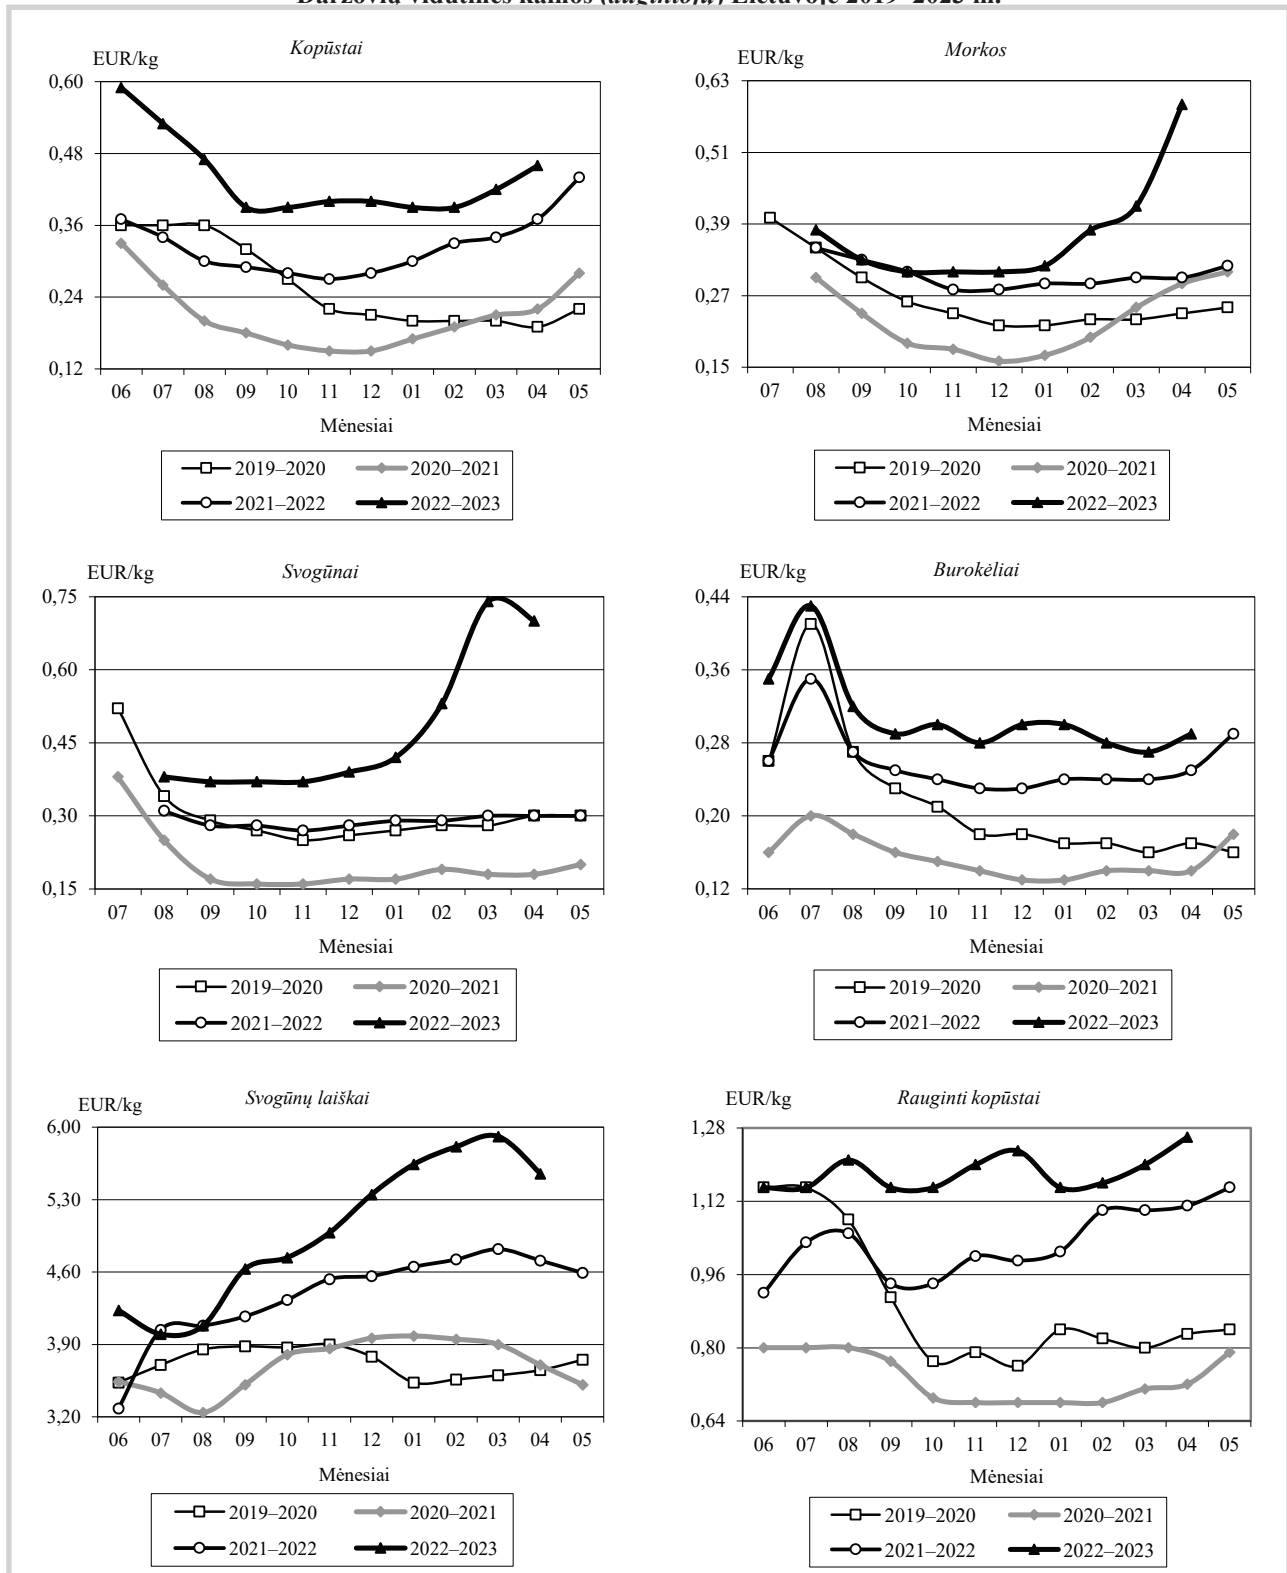 Daržovių vidutinės kainos (augintojų) Lietuvoje 2019–2023 m.
EUR/kg
Kopūstai
0,60
0,48
0,36
0,24
0,12
06 07 08 09 10 11 12 01 02 03 04 05
Mėnesiai
2019–2020 2020–2021
2021–2022 2022–2023
EUR/kg
Morkos
0,63
0,51
0,39
0,27
0,15
07 08 09 10 11 12 01 02 03 04 05
Mėnesiai
2019–2020 2020–2021
2021–2022 2022–2023
EUR/kg
Svogūnai
0,75
0,60
0,45
0,30
0,15
07 08 09 10 11 12 01 02 03 04 05
Mėnesiai
2019–2020 2020–2021
2021–2022 2022–2023
EUR/kg
Burokėliai
0,44
0,36
0,28
0,20
0,12
06 07 08 09 10 11 12 01 02 03 04 05
Mėnesiai
2019–2020 2020–2021
2021–2022 2022–2023
EUR/kg
Svogūnų laiškai
6,00
5,30
4,60
3,90
3,20
06 07 08 09 10 11 12 01 02 03 04 05
Mėnesiai
2019–2020 2020–2021
2021–2022 2022–2023
EUR/kg
Rauginti kopūstai
1,28
1,12
0,96
0,80
0,64
06 07 08 09 10 11 12 01 02 03 04 05
Mėnesiai
2019–2020 2020–2021
2021–2022 2022–2023